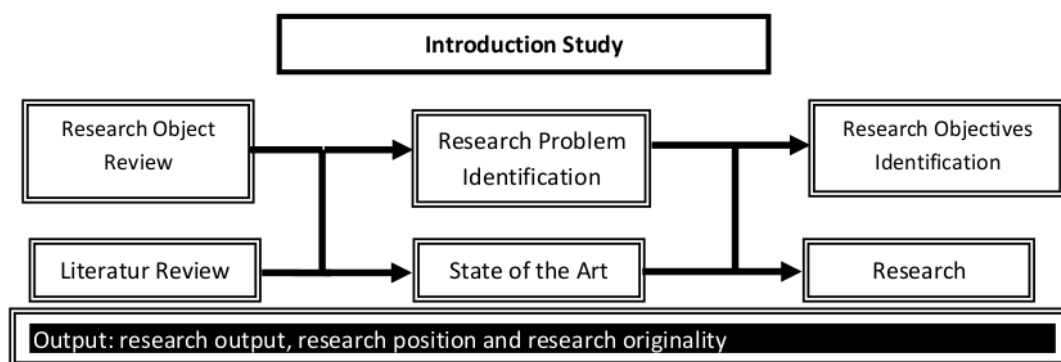 Introduction Study
Research Object
Review
Research Problem
Identification
Research Objectives
Identification
Literatur Review
State of the Art
Research
Output: research output, research position and research originality